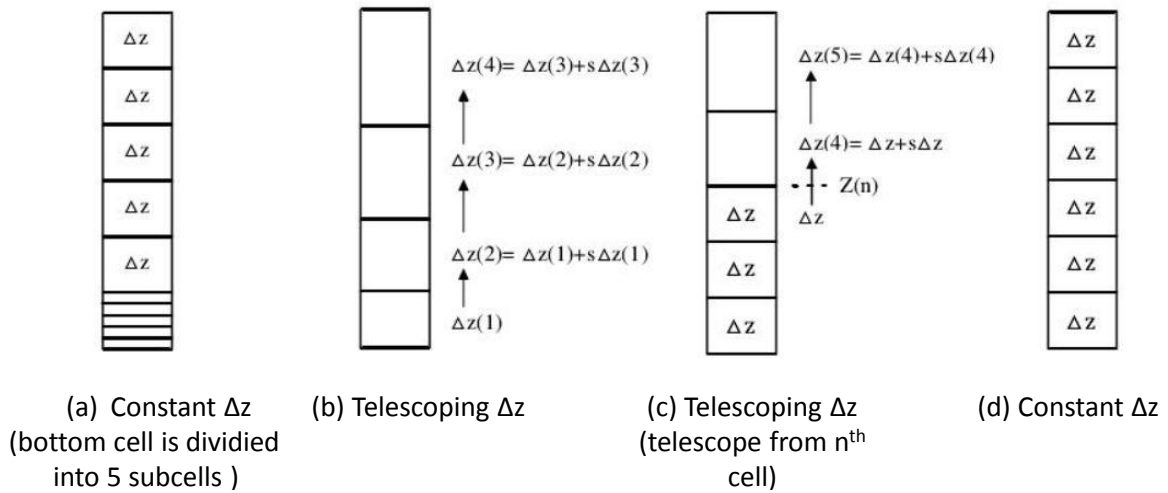 Δz
Δz
Δz
Δz
Δz
Δz(4)= Δz(3)+sΔz(3)
Δz(3)= Δz(2)+sΔz(2)
Δz(2)= Δz(1)+sΔz(1)
Δz(1)
Δz(5)= Δz(4)+sΔz(4)
Δz(4)= Δz+sΔz
Z(n)
Δz
Δz
Δz
Δz
Δz
Δz
Δz
Δz
Δz
Δz
(a) Constant Δz
(bottom cell is dividied
into 5 subcells )
(b) Telescoping Δz
(c) Telescoping Δz
(telescope from nth
cell)
(d) Constant Δz